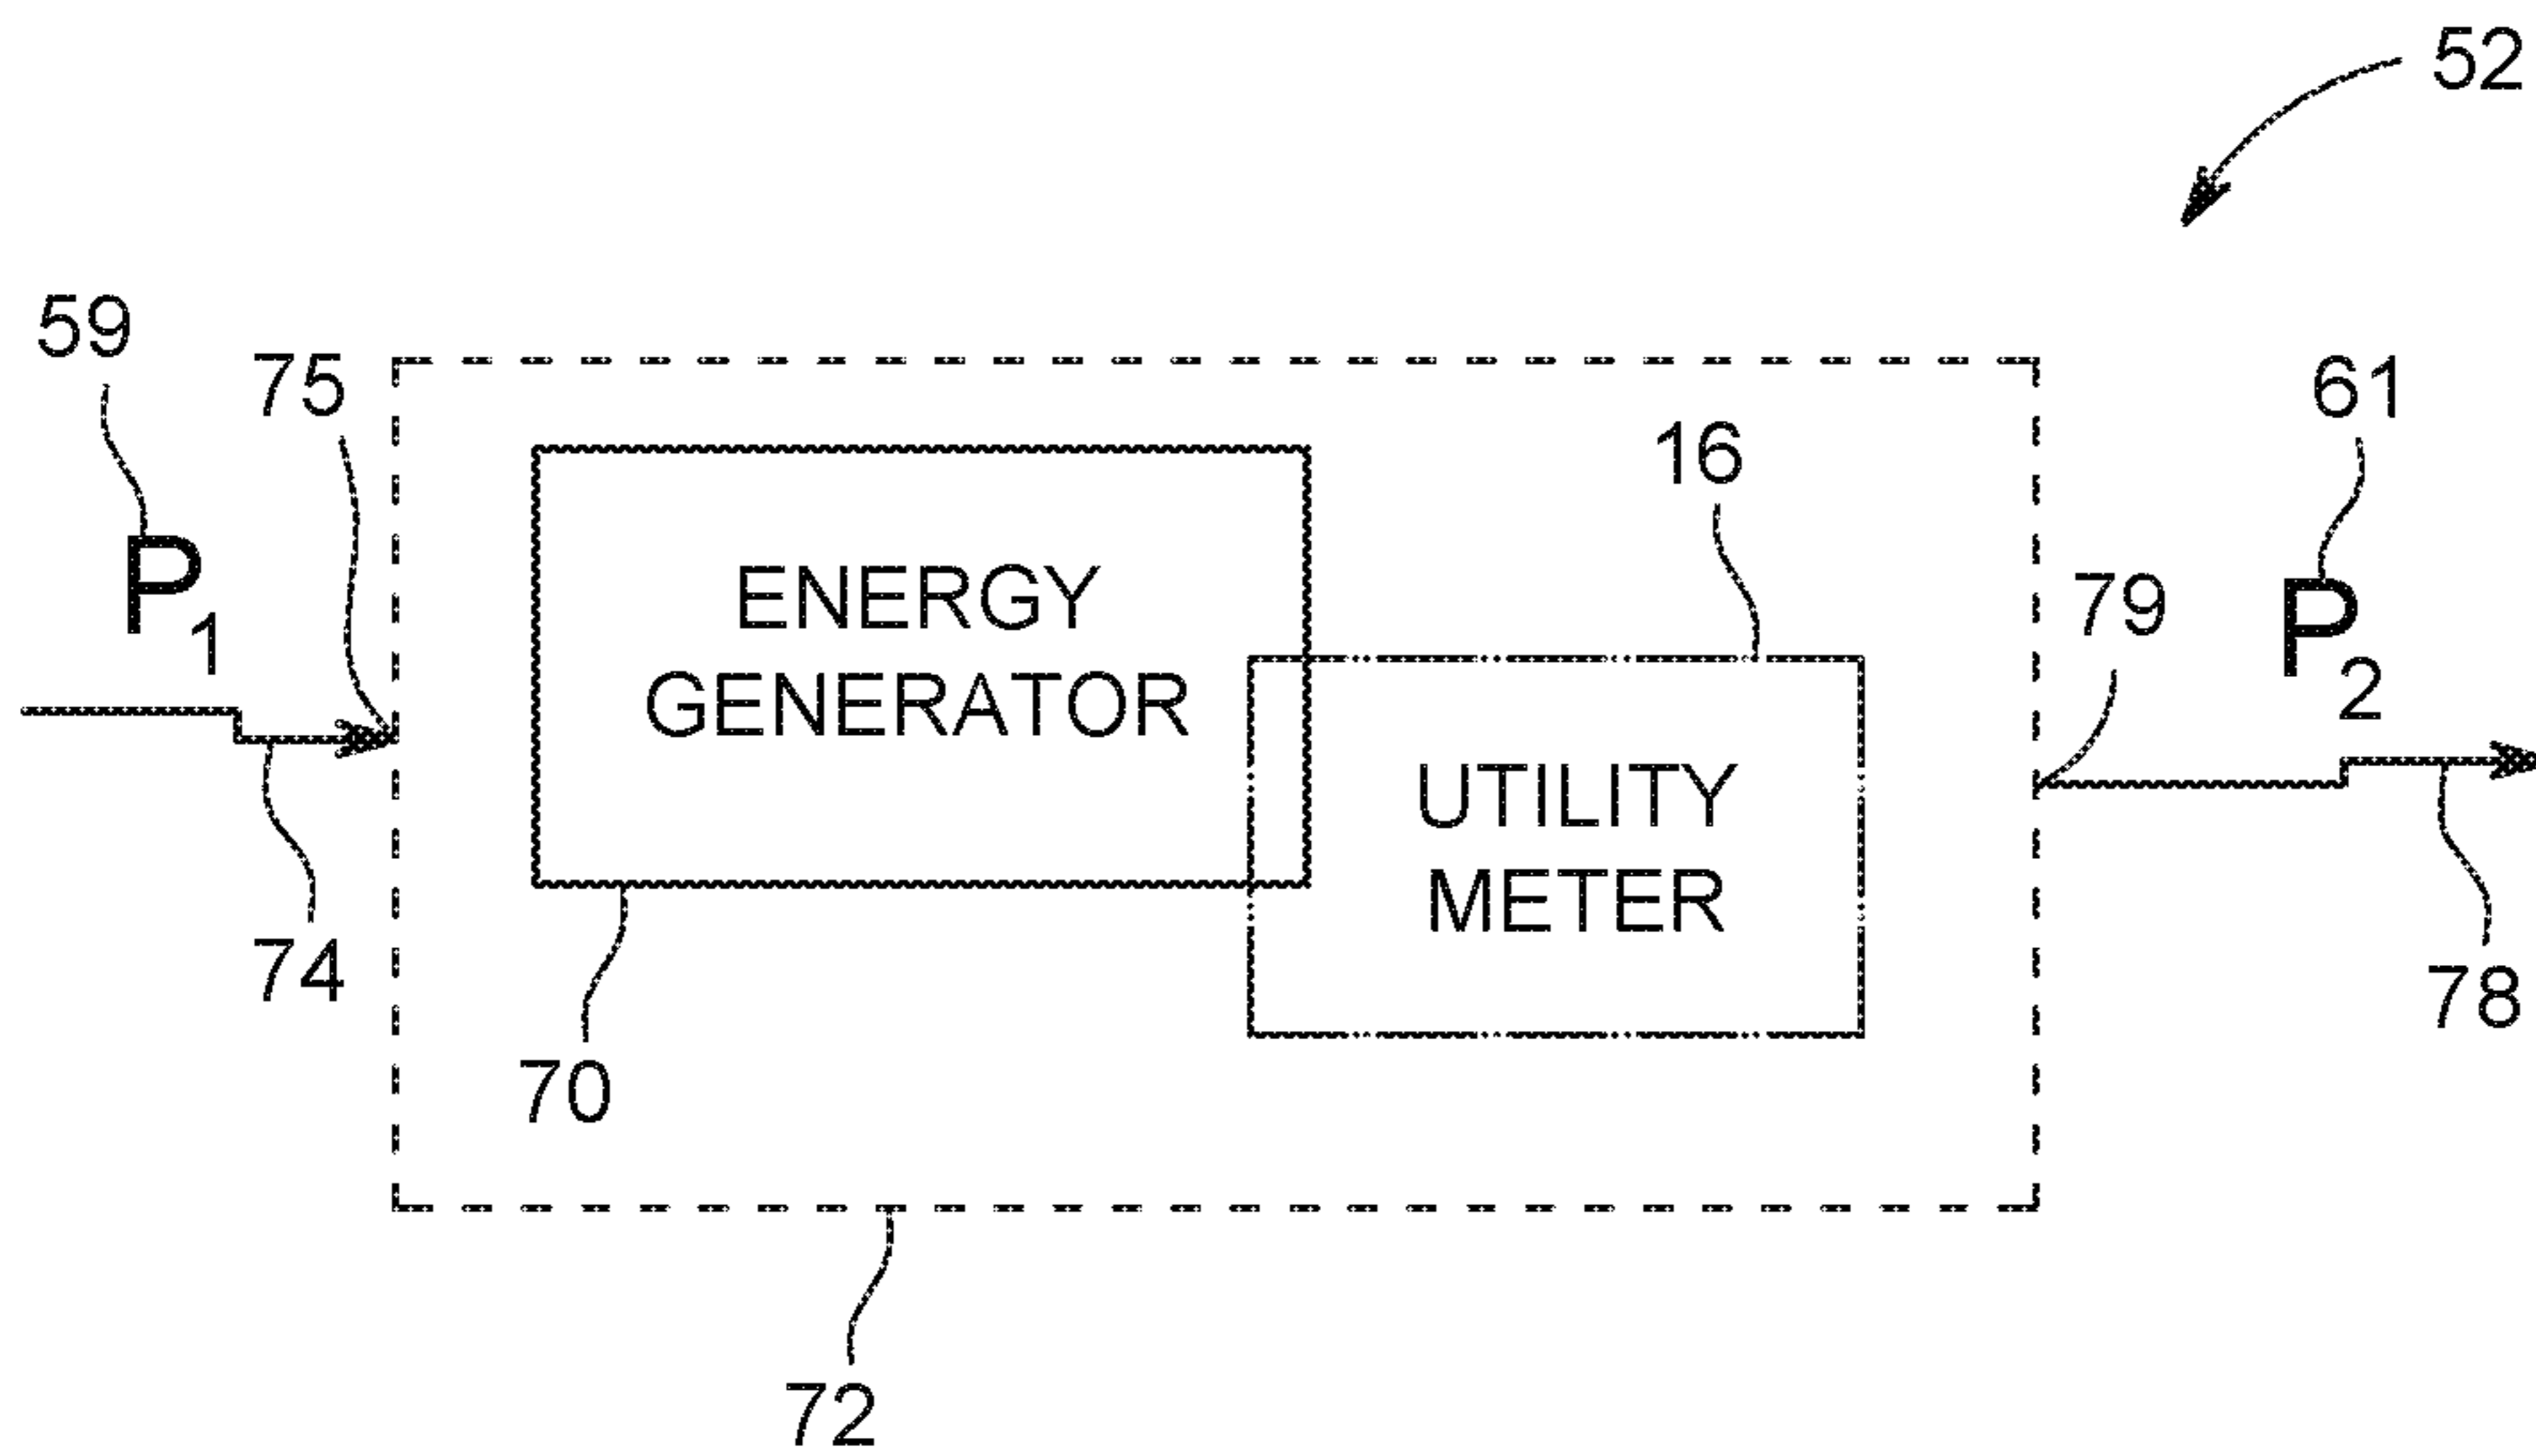 52
59
75
61
16
P1
ENERGY
GENERATOR
79
P2
UTILITY
METER
74
78
70
72